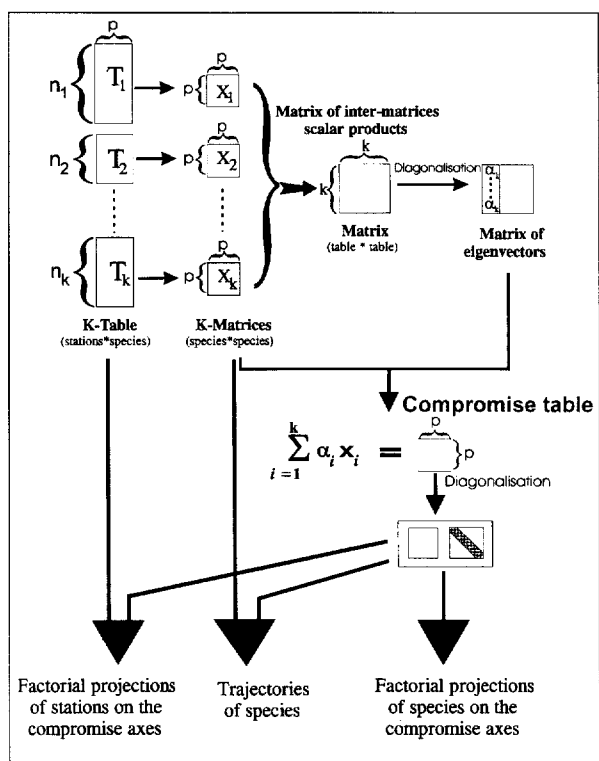 p
n1 T1 p X1
p
Matrix of inter-matrices
scalar products
n2 T2 p X2
k
k
Diagonalisation
α1
αk
Matrix
(table * table)
Matrix of
eigenvectors
p
nk Tk p Xk
K-Table
(stations*species)
K-Matrices
(species*species)
Compromise table
k
∑ αi xi =
i =1
p
p
Diagonalisation
Factorial projections
of stations on the
compromise axes
Trajectories
of species
Factorial projections
of species on the
compromise axes